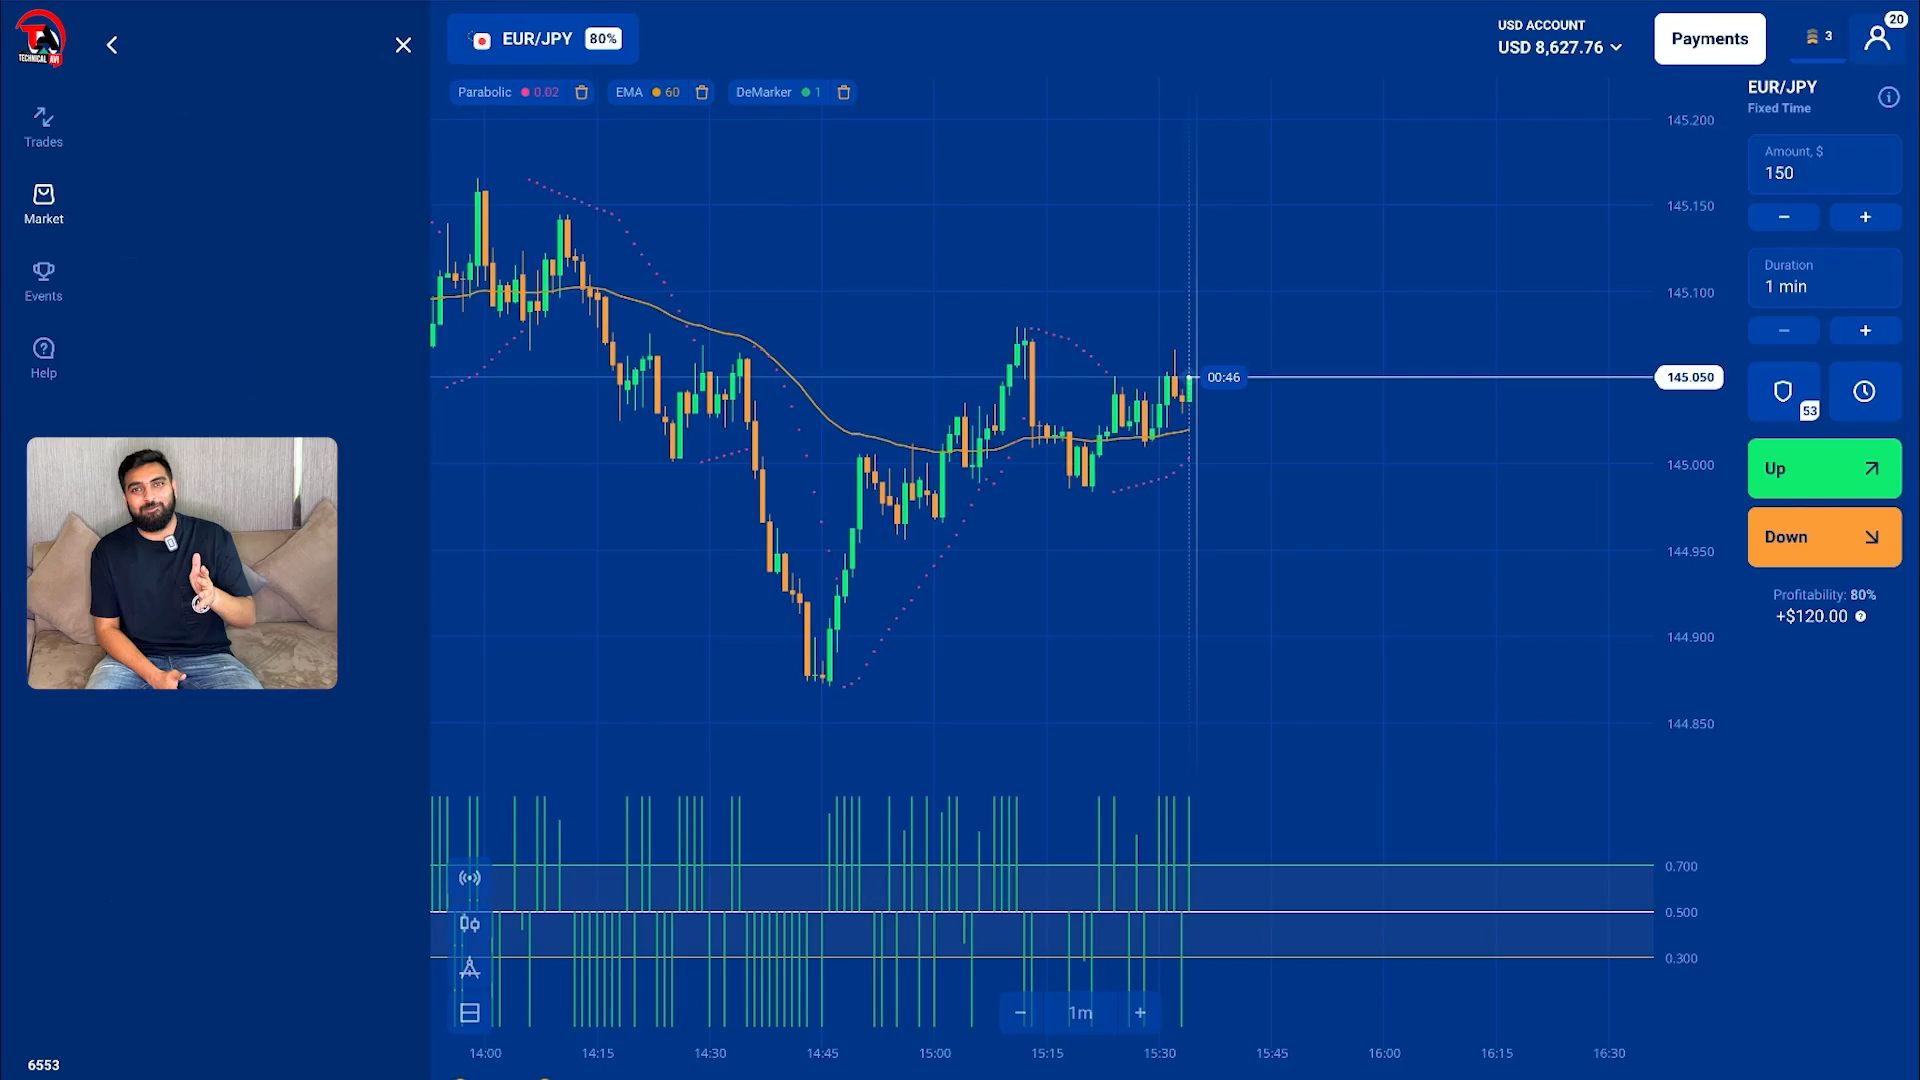 TECHNICAL AVI
Trades
Market
Events
Help
6553
EUR/JPY 80%
Parabolic 0.02
EMA 60
DeMarker 1
USD ACCOUNT
USD 8,627.76
Payments
3
20
EUR/JPY
Fixed Time
Amount, $
150
− +
Duration
1 min
− +
53
Up
Down
Profitability: 80%
+$120.00
145.200
145.150
145.100
00:46
145.050
145.000
144.950
144.900
144.850
0.700
0.500
0.300
− 1m +
14:00 14:15 14:30 14:45 15:00 15:15 15:30 15:45 16:00 16:15 16:30